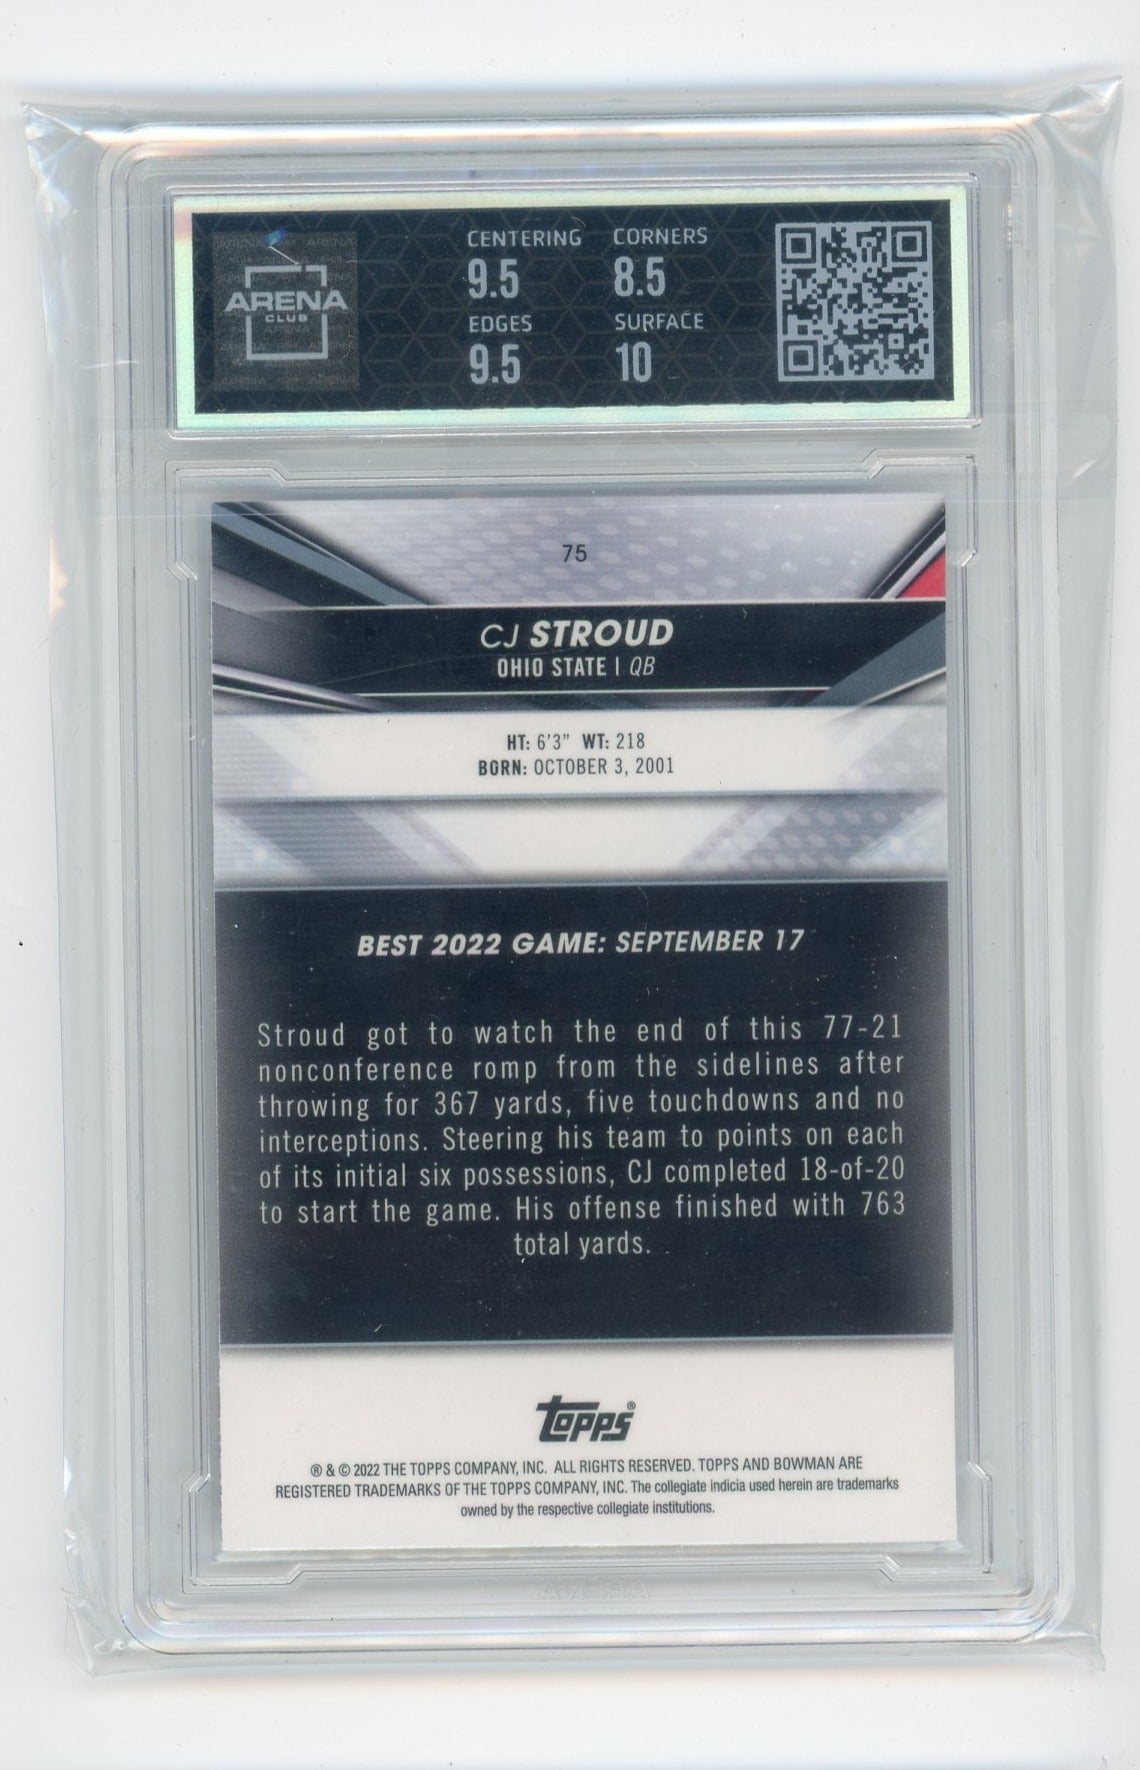 ARENA
CLUB
CENTERING CORNERS
9.5 8.5
EDGES SURFACE
9.5 10
75
CJ STROUD
OHIO STATE | QB
HT: 6'3" WT: 218
BORN: OCTOBER 3, 2001
BEST 2022 GAME: SEPTEMBER 17
Stroud got to watch the end of this 77-21
nonconference romp from the sidelines after
throwing for 367 yards, five touchdowns and no
interceptions. Steering his team to points on each
of its initial six possessions, CJ completed 18-of-20
to start the game. His offense finished with 763
total yards.
Topps®
® & © 2022 THE TOPPS COMPANY, INC. ALL RIGHTS RESERVED. TOPPS AND BOWMAN ARE
REGISTERED TRADEMARKS OF THE TOPPS COMPANY, INC. The collegiate indicia used herein are trademarks
owned by the respective collegiate institutions.